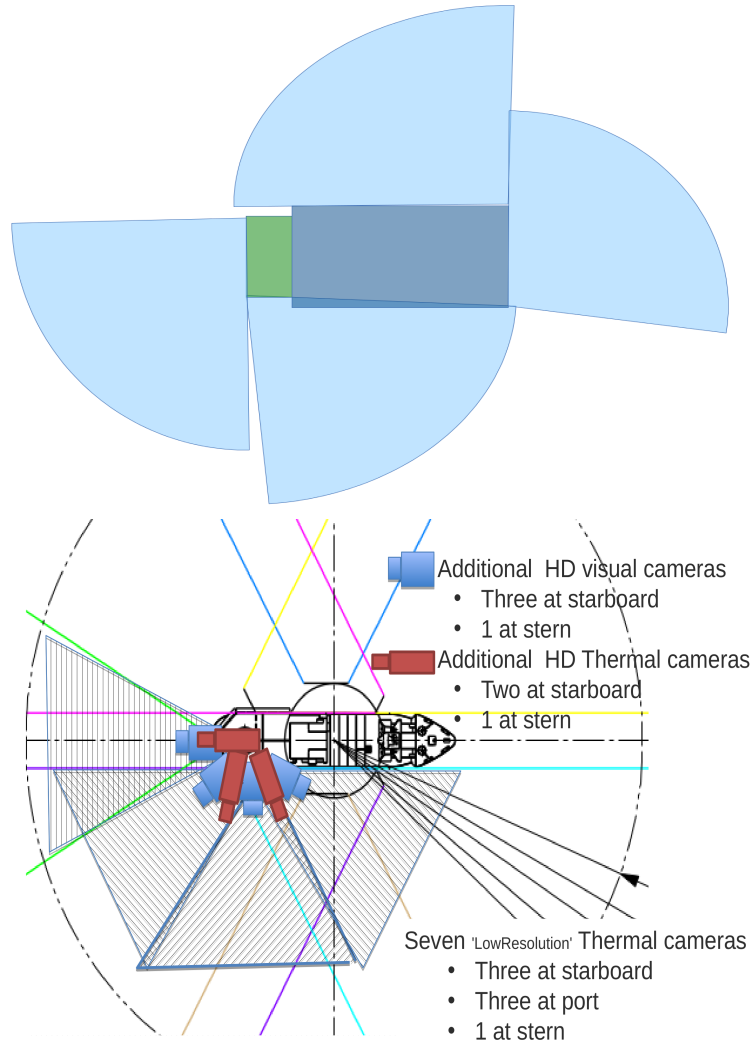 Additional HD visual cameras
• Three at starboard
• 1 at stern
Additional HD Thermal cameras
• Two at starboard
• 1 at stern
Seven 'LowResolution' Thermal cameras
• Three at starboard
• Three at port
• 1 at stern